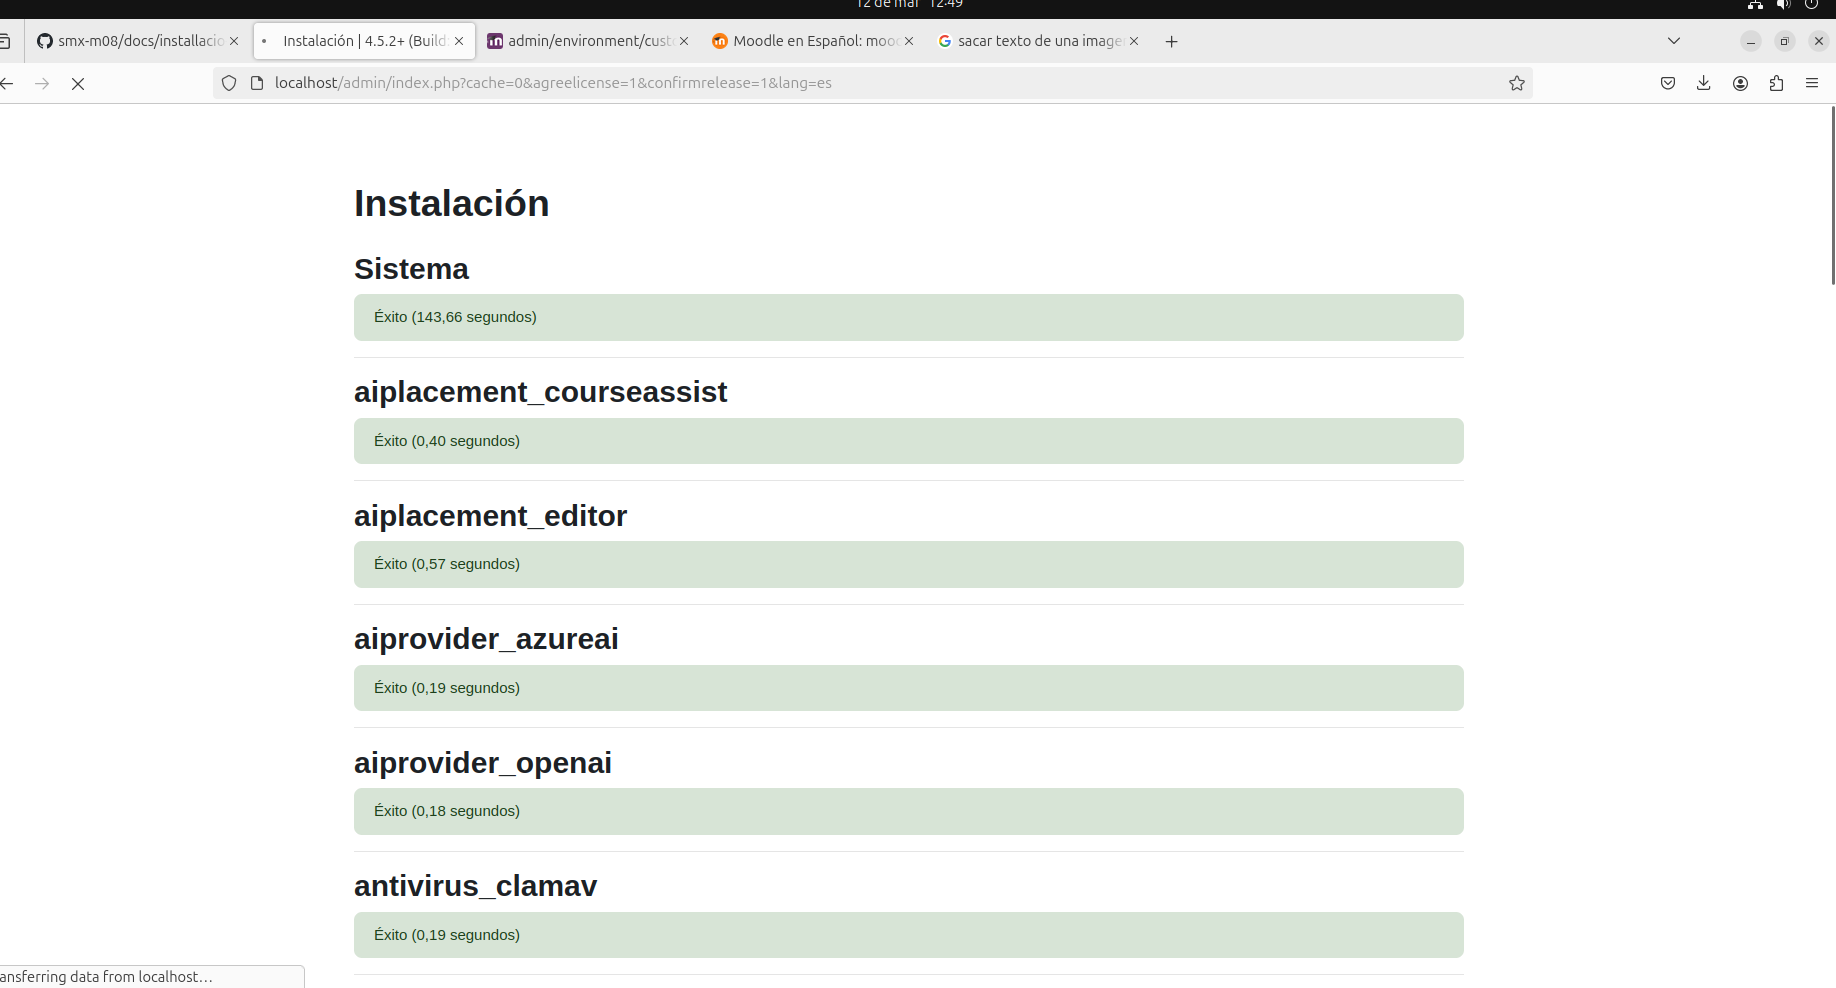 12 de mar 12:49
smx-m08/docs/installacio
Instalación | 4.5.2+ (Build:
admin/environment/custo
Moodle en Español: mood
sacar texto de una image
localhost/admin/index.php?cache=0&agreelicense=1&confirmrelease=1&lang=es
Instalación
Sistema
Éxito (143,66 segundos)
aiplacement_courseassist
Éxito (0,40 segundos)
aiplacement_editor
Éxito (0,57 segundos)
aiprovider_azureai
Éxito (0,19 segundos)
aiprovider_openai
Éxito (0,18 segundos)
antivirus_clamav
Éxito (0,19 segundos)
ansferring data from localhost…